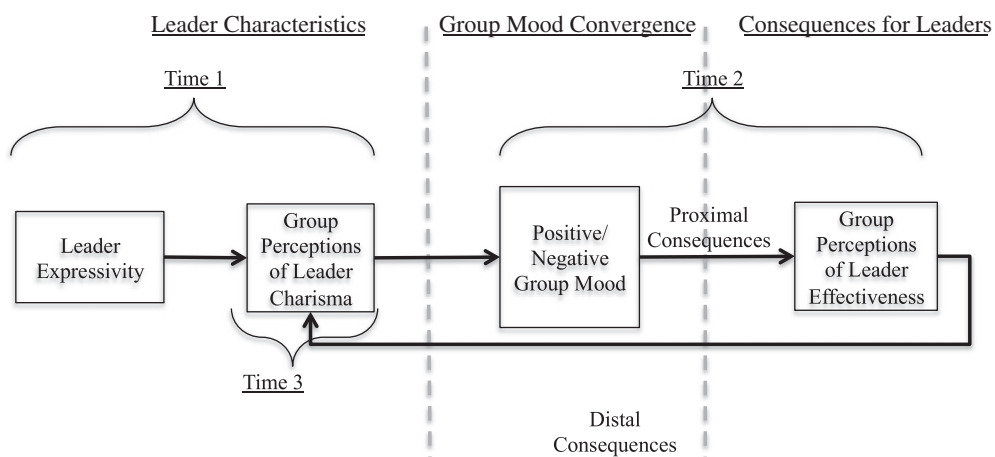 Leader Characteristics
Group Mood Convergence
Consequences for Leaders
Time 1
Time 2
Leader
Expressivity
Group
Perceptions
of Leader
Charisma
Positive/
Negative
Group Mood
Proximal
Consequences
Group
Perceptions
of Leader
Effectiveness
Time 3
Distal
Consequences